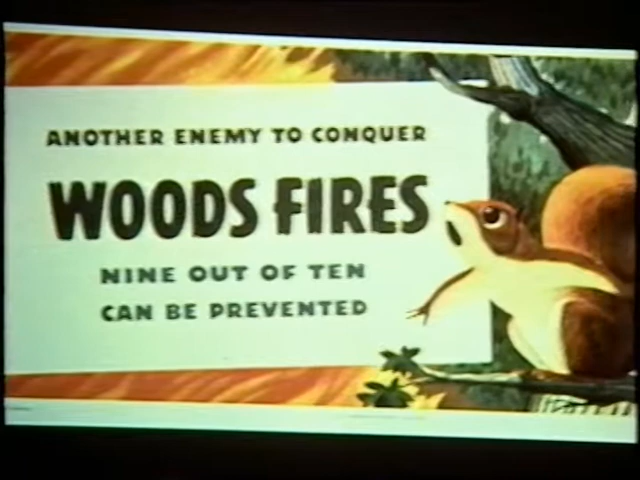 ANOTHER ENEMY TO CONQUER
WOODS FIRES
NINE OUT OF TEN
CAN BE PREVENTED